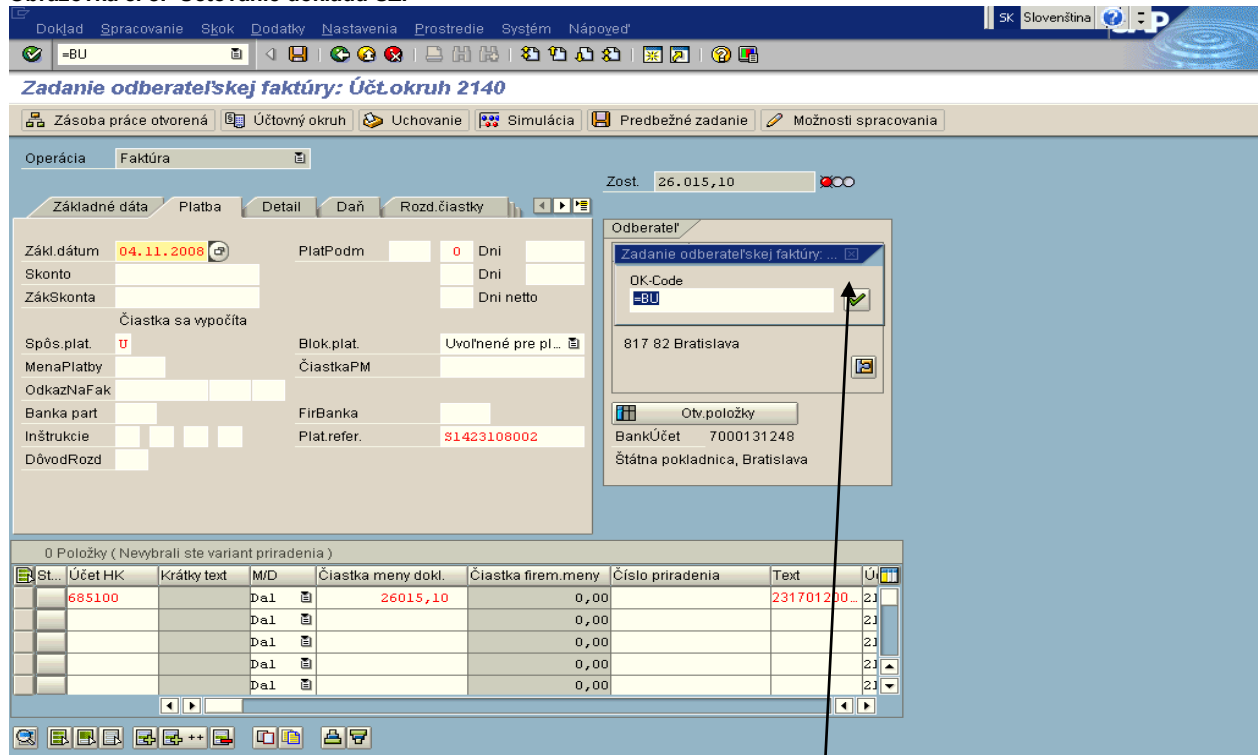 Doklad Spracovanie Skok Dodatky Nastavenia Prostredie Systém Nápoveď
SK Slovenština
=BU
Zadanie odberateľskej faktúry: Účt.okruh 2140
Zásoba práce otvorená Účtovný okruh Uchovanie Simulácia Predbežné zadanie Možnosti spracovania
Operácia Faktúra
Zost. 26.015,10
Základné dáta Platba Detail Daň Rozd.čiastky
Zákl.dátum 04.11.2008 PlatPodm 0 Dni
Skonto Dni
ZákSkonta Dni netto
Čiastka sa vypočíta
Spôs.plat. U Blok.plat. Uvoľnené pre pl...
MenaPlatby ČiastkaPM
OdkazNaFak
Banka part FirBanka
Inštrukcie Plat.refer. S1423108002
DôvodRozd
Odberateľ
Zadanie odberateľskej faktúry: ...
OK-Code
=BU
817 82 Bratislava
Otv.položky
BankÚčet 7000131248
Štátna pokladnica, Bratislava
0 Položky ( Nevybrali ste variant priradenia )
St... Účet HK Krátky text M/D Čiastka meny dokl. Čiastka firem.meny Číslo priradenia Text Ú
685100 Dal 26015,10 0,00 231701200... 21
Dal 0,00 21
Dal 0,00 21
Dal 0,00 21
Dal 0,00 21